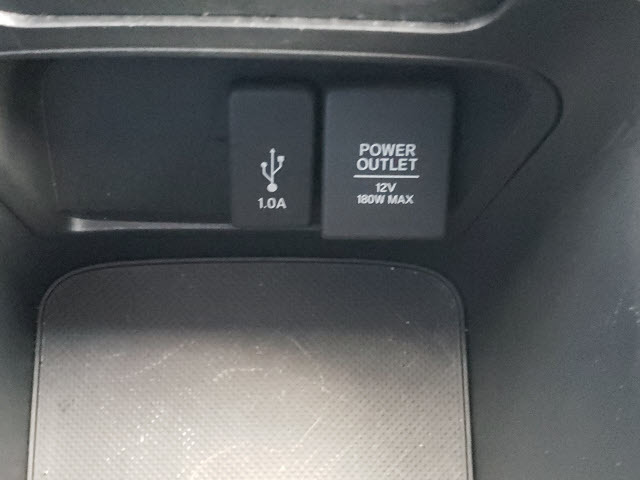 1.0A
POWER
OUTLET
12V
180W MAX